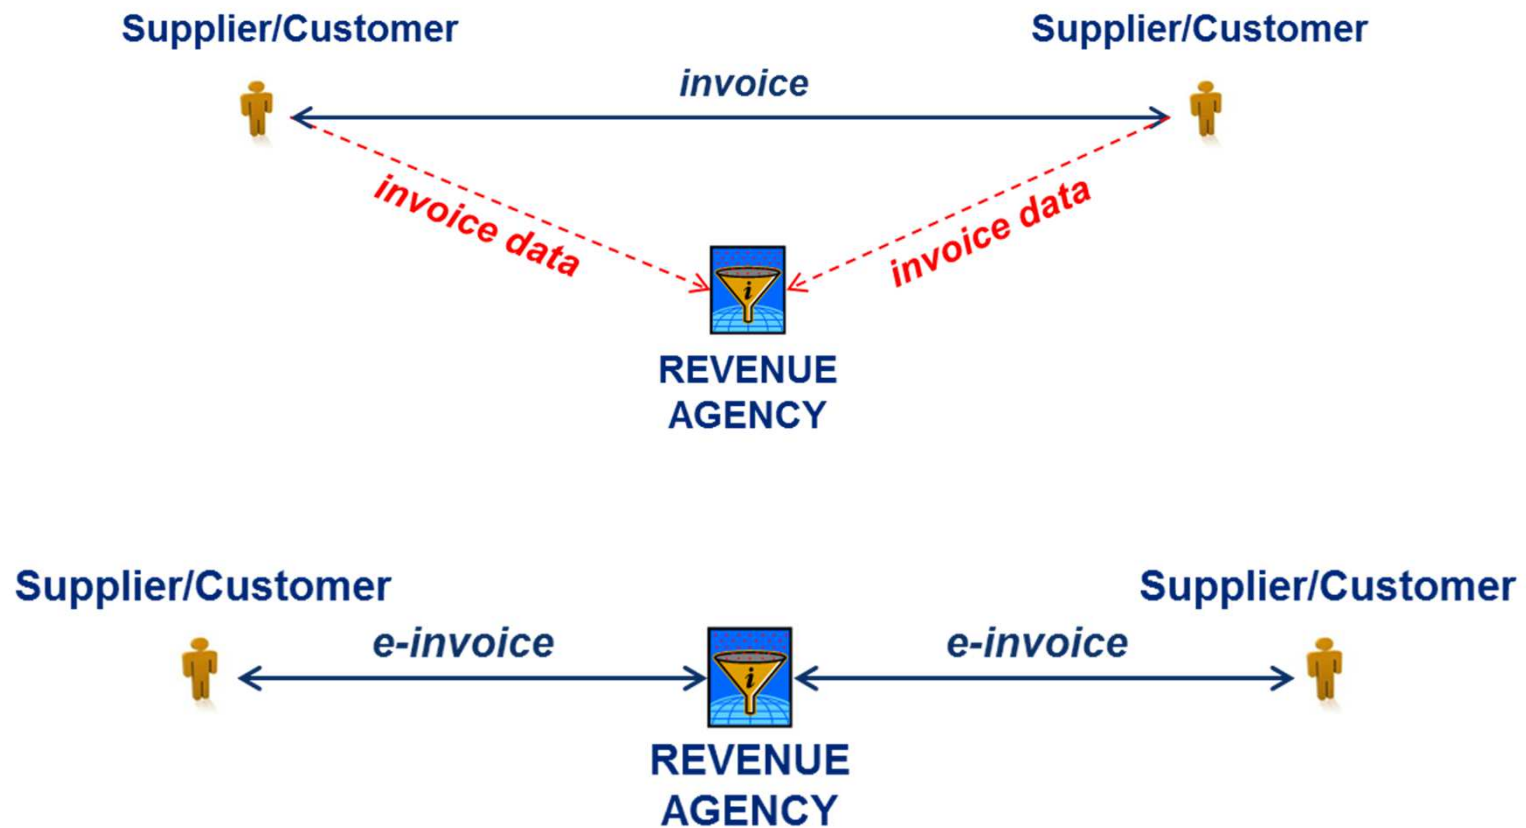 Supplier/Customer
Supplier/Customer
invoice
invoice data
invoice data
i
REVENUE
AGENCY
Supplier/Customer
Supplier/Customer
e-invoice
e-invoice
i
REVENUE
AGENCY